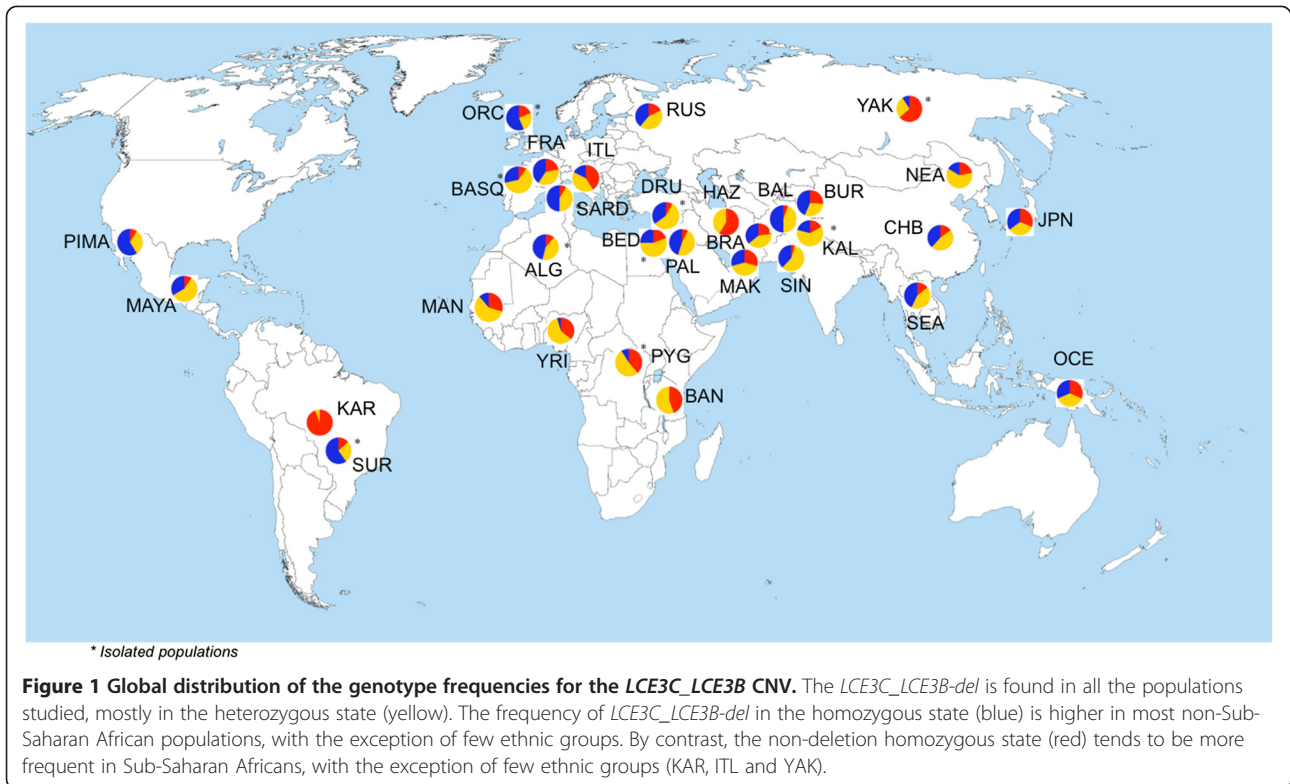 ORC *
RUS
YAK *
FRA
ITL
BASQ *
SARD
DRU *
HAZ
BAL
BUR
NEA
JPN
CHB
KAL *
BRA
BED *
PAL
MAK
SIN
ALG *
PIMA
MAYA
MAN
YRI
PYG *
BAN
SEA
OCE
KAR
SUR *
* Isolated populations
Figure 1 Global distribution of the genotype frequencies for the LCE3C_LCE3B CNV. The LCE3C_LCE3B-del is found in all the populations
studied, mostly in the heterozygous state (yellow). The frequency of LCE3C_LCE3B-del in the homozygous state (blue) is higher in most non-Sub-
Saharan African populations, with the exception of few ethnic groups. By contrast, the non-deletion homozygous state (red) tends to be more
frequent in Sub-Saharan Africans, with the exception of few ethnic groups (KAR, ITL and YAK).